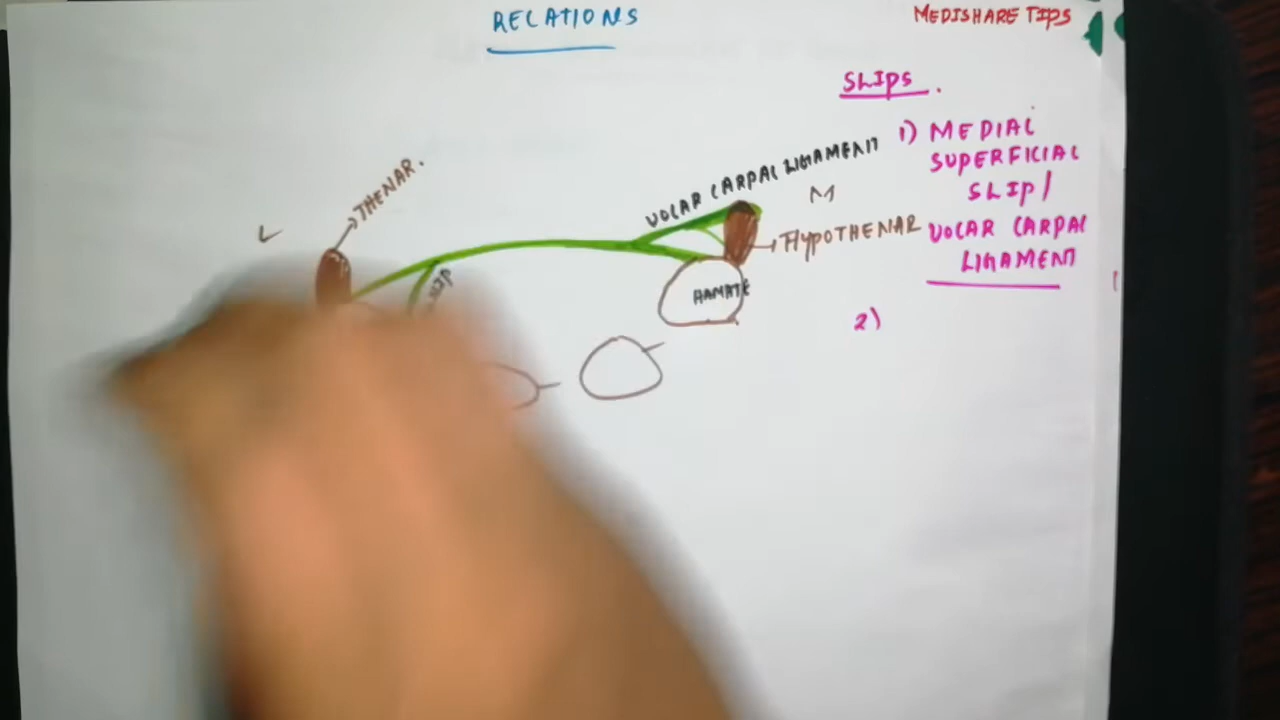 RELATIONS
MEDISHARE TIPS
SLIPS.
1) MEDIAL
SUPERFICIAL
SLIP/
VOLAR CARPAL
LIGAMENT
2)
THENAR.
L
VOLAR CARPAL LIGAMENT
M
HYPOTHENAR
HAMATE